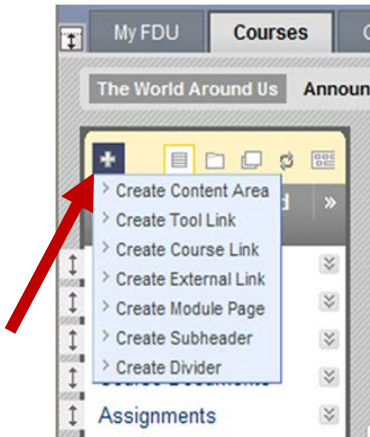 My FDU Courses C
The World Around Us Announ
Create Content Area
Create Tool Link
Create Course Link
Create External Link
Create Module Page
Create Subheader
Create Divider
Assignments